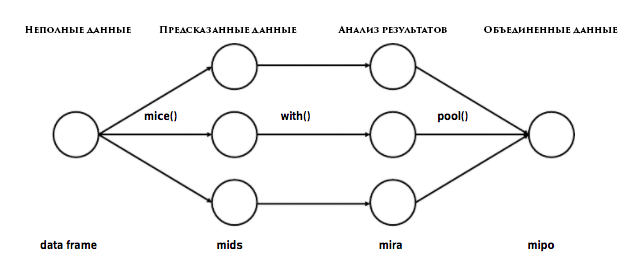 Неполные данные Предсказанные данные Анализ результатов Объединенные данные
mice() with() pool()
data frame mids mira mipo